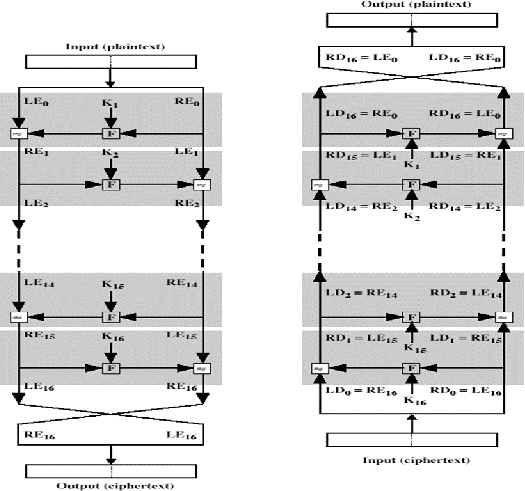 Input (plaintext)
LE0 K1 RE0
F
RE1 K2 LE1
F
LE2 RE2
LE14 K15 RE14
F
RE15 K16 LE15
F
LE16 RE16
RE16 LE16
Output (ciphertext)
Output (plaintext)
RD16 = LE0 LD16 = RE0
LD16 = RE0 RD16 = LE0
F
RD15 = LE1 K1 LD15 = RE1
F
LD14 = RE2 K2 RD14 = LE2
LD2 = RE14 RD2 = LE14
F
RD1 = LE15 K15 LD1 = RE15
F
LD0 = RE16 K16 RD0 = LE16
Input (ciphertext)